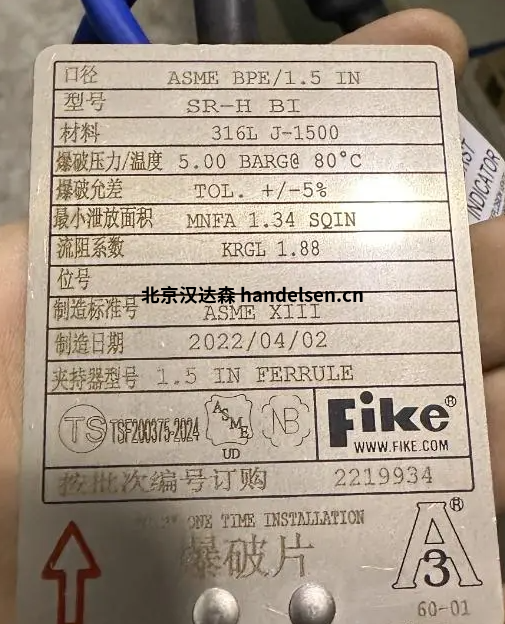 口径 ASME BPE/1.5 IN
型号 SR-H BI
材料 316L J-1500
爆破压力/温度 5.00 BARG@ 80°C
爆破允差 TOL. +/-5%
最小泄放面积 MNFA 1.34 SQIN
流阻系数 KRGL 1.88
位号
北京汉达森 handelsen.cn
制造标准号 ASME XIII
制造日期 2022/04/02
夹持器型号 1.5 IN FERRULE
TS TSF200375-2024 ASME UD NB Fike®
WWW.FIKE.COM
按批次编号订购 2219934
ONE TIME INSTALLATION
爆破片
A® 3
60-01
INDICATOR